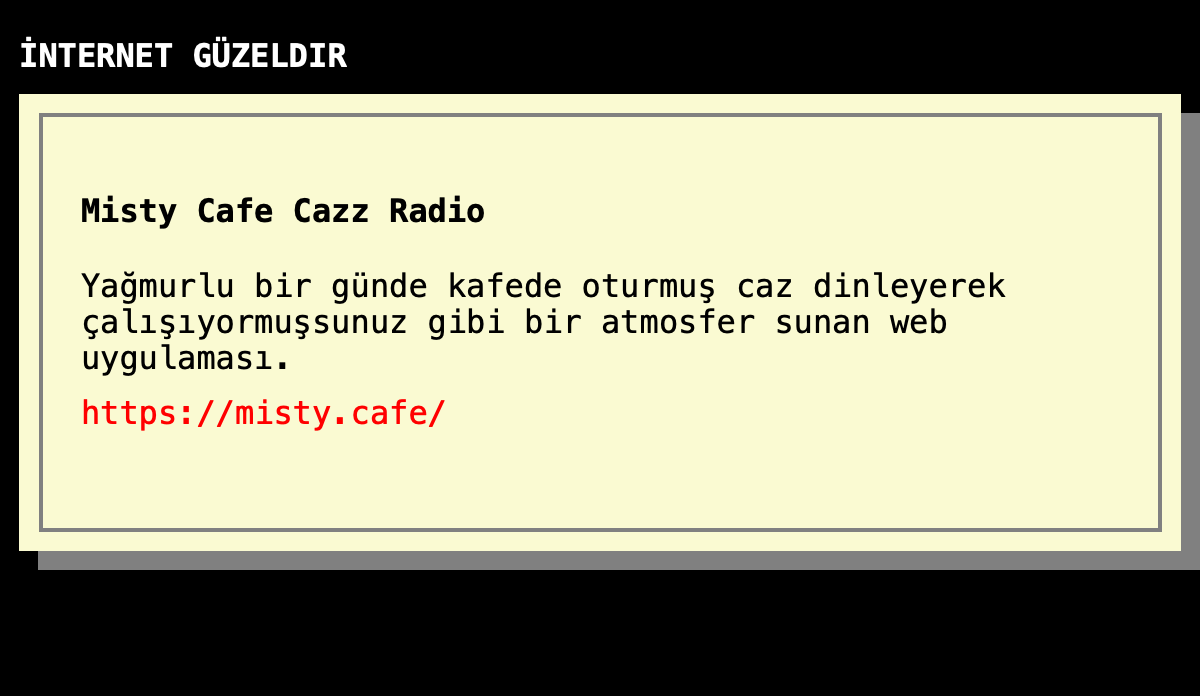 İNTERNET GÜZELDIR
Misty Cafe Cazz Radio
Yağmurlu bir günde kafede oturmuş caz dinleyerek
çalışıyormuşsunuz gibi bir atmosfer sunan web
uygulaması.
https://misty.cafe/